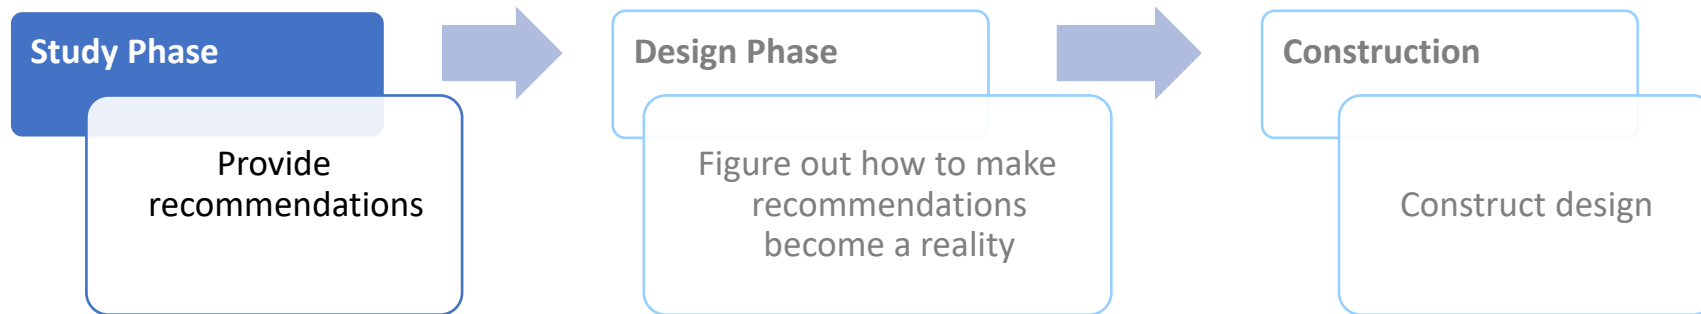 Study Phase
Provide
recommendations
Design Phase
Figure out how to make
recommendations
become a reality
Construction
Construct design